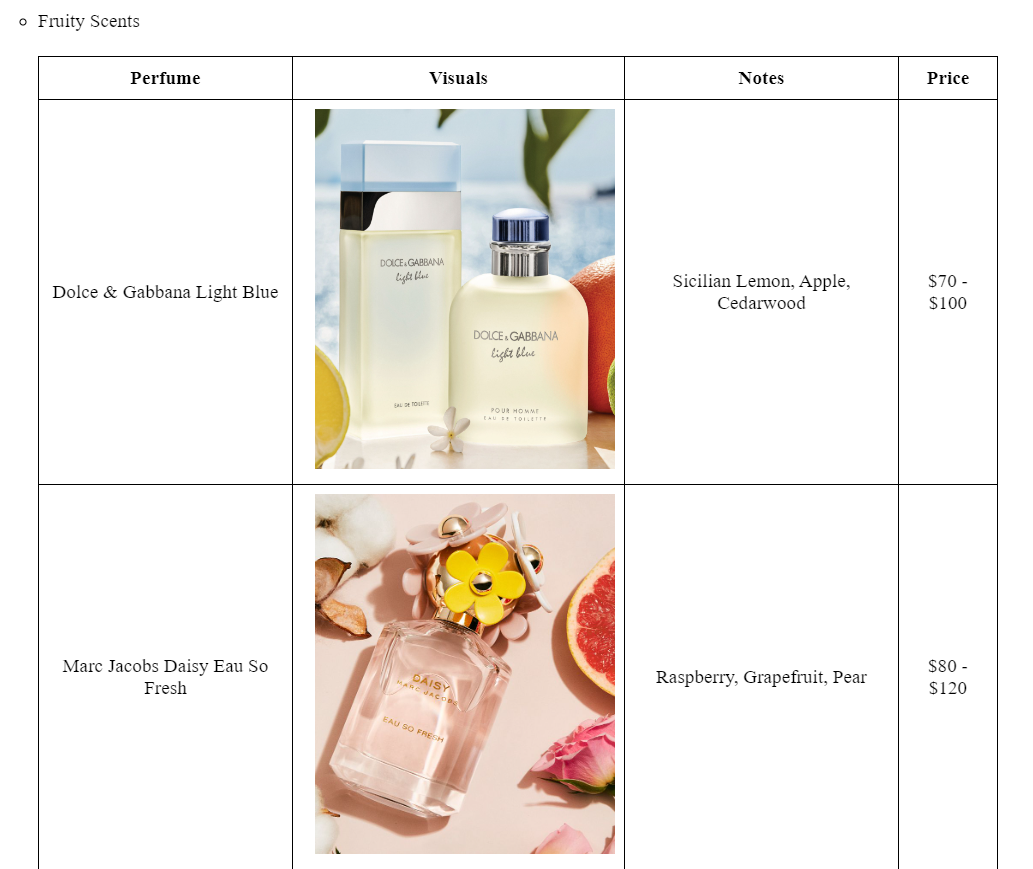 Fruity Scents
Perfume
Visuals
Notes
Price
Dolce & Gabbana Light Blue
DOLCE & GABBANA
light blue
EAU DE TOILETTE
DOLCE & GABBANA
light blue
POUR HOMME
EAU DE TOILETTE
Sicilian Lemon, Apple,
Cedarwood
$70 -
$100
Marc Jacobs Daisy Eau So
Fresh
DAISY
MARC JACOBS
EAU SO FRESH
Raspberry, Grapefruit, Pear
$80 -
$120